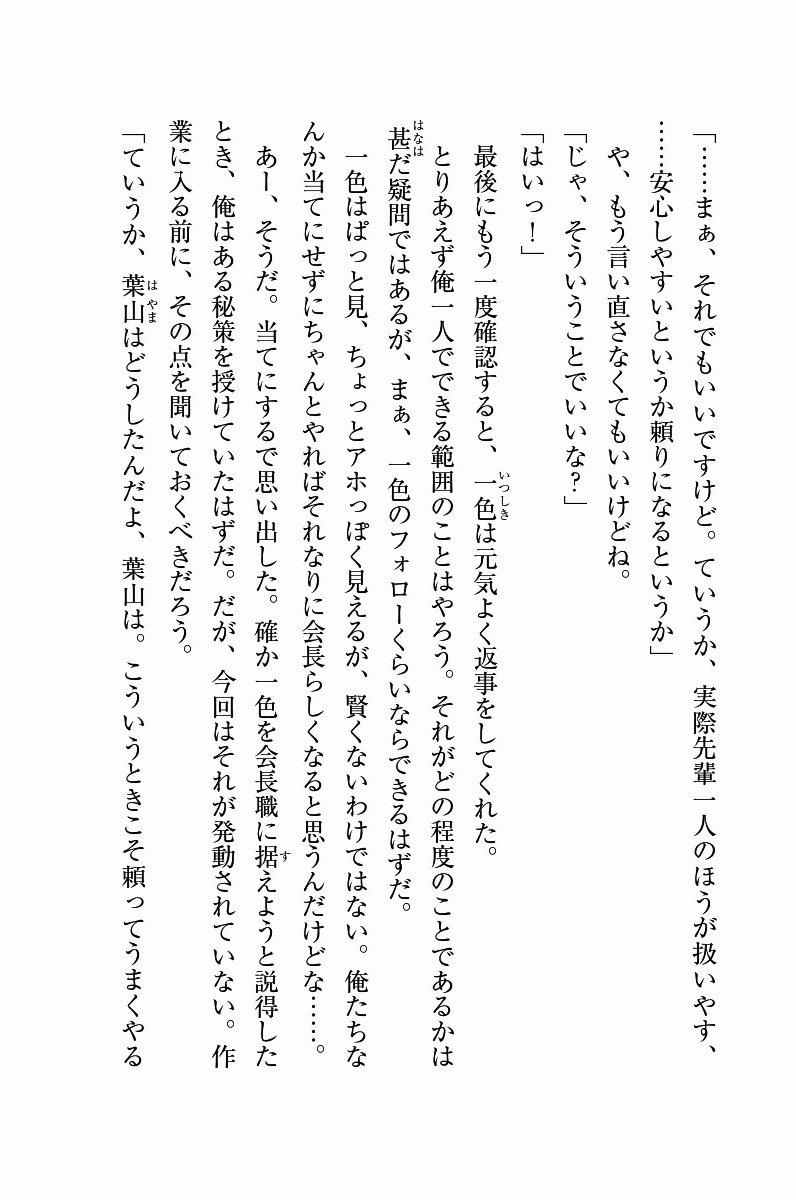 「……まぁ、それでもいいですけど。ていうか、実際先輩一人のほうが扱いやす、
……安心しやすいというか頼りになるというか」
や、もう言い直さなくてもいいけどね。
「じゃ、そういうことでいいな？」
「はいっ！」
最後にもう一度確認すると、一色は元気よく返事をしてくれた。
とりあえず俺一人でできる範囲のことはやろう。それがどの程度のことであるかは
甚だ疑問ではあるが、まぁ、一色のフォローくらいならできるはずだ。
一色はぱっと見、ちょっとアホっぽく見えるが、賢くないわけではない。俺たちな
んか当てにせずにちゃんとやればそれなりに会長らしくなると思うんだけどな……。
あー、そうだ。当てにするで思い出した。確か一色を会長職に据えようと説得した
とき、俺はある秘策を授けていたはずだ。だが、今回はそれが発動されていない。作
業に入る前に、その点を聞いておくべきだろう。
「ていうか、葉山はどうしたんだよ、葉山は。こういうときこそ頼ってうまくやる